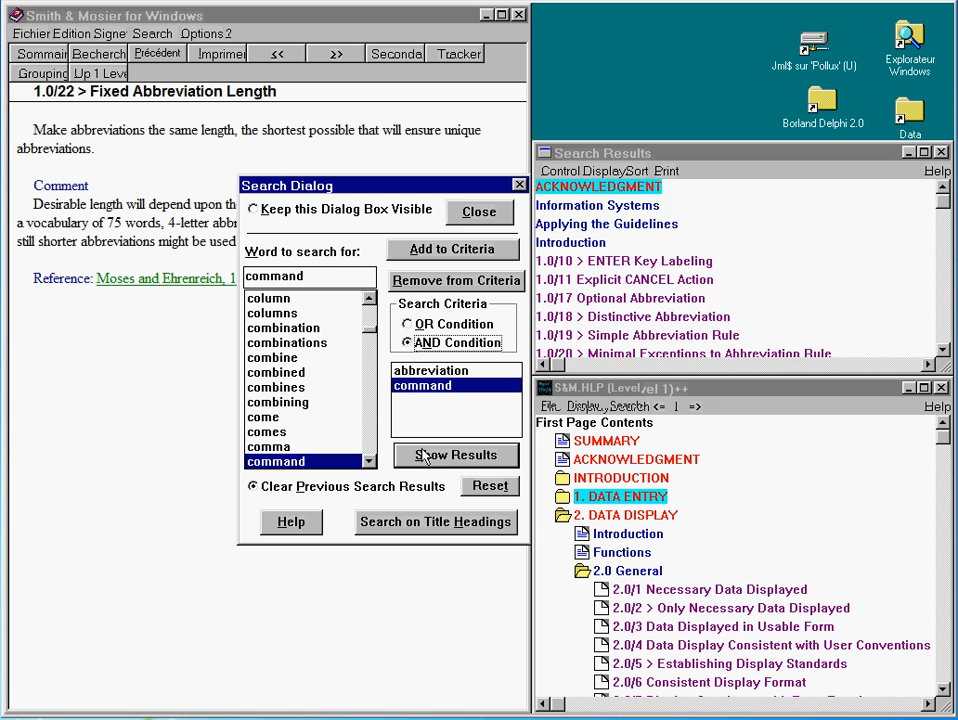 Smith & Mosier for Windows
Fichier Edition Signe Search Options 2
Sommair Becherch Précédent Imprimer << >> Seconda Tracker
Grouping Up 1 Leve
1.0/22 > Fixed Abbreviation Length
Make abbreviations the same length, the shortest possible that will ensure unique
abbreviations.
Comment
Desirable length will depend upon the
a vocabulary of 75 words, 4-letter abbr
still shorter abbreviations might be used
Reference: Moses and Ehrenreich, 1
Search Dialog
Keep this Dialog Box Visible
Close
Word to search for:
Add to Criteria
command
Remove from Criteria
column
columns
combination
combinations
combine
combined
combines
combining
come
comes
comma
command
Search Criteria
OR Condition
AND Condition
abbreviation
command
Show Results
Clear Previous Search Results
Reset
Help
Search on Title Headings
Jml$ sur 'Pollux' (U)
Explorateur
Windows
Borland Delphi 2.0
Data
Search Results
Control Display Sort Print Help
ACKNOWLEDGMENT
Information Systems
Applying the Guidelines
Introduction
1.0/10 > ENTER Key Labeling
1.0/11 Explicit CANCEL Action
1.0/17 Optional Abbreviation
1.0/18 > Distinctive Abbreviation
1.0/19 > Simple Abbreviation Rule
1.0/20 > Minimal Exceptions to Abbreviation Rule
S&M.HLP (Level 1)++
File Display Search <= 1 => Help
First Page Contents
SUMMARY
ACKNOWLEDGMENT
INTRODUCTION
1. DATA ENTRY
2. DATA DISPLAY
Introduction
Functions
2.0 General
2.0/1 Necessary Data Displayed
2.0/2 > Only Necessary Data Displayed
2.0/3 Data Displayed in Usable Form
2.0/4 Data Display Consistent with User Conventions
2.0/5 > Establishing Display Standards
2.0/6 Consistent Display Format